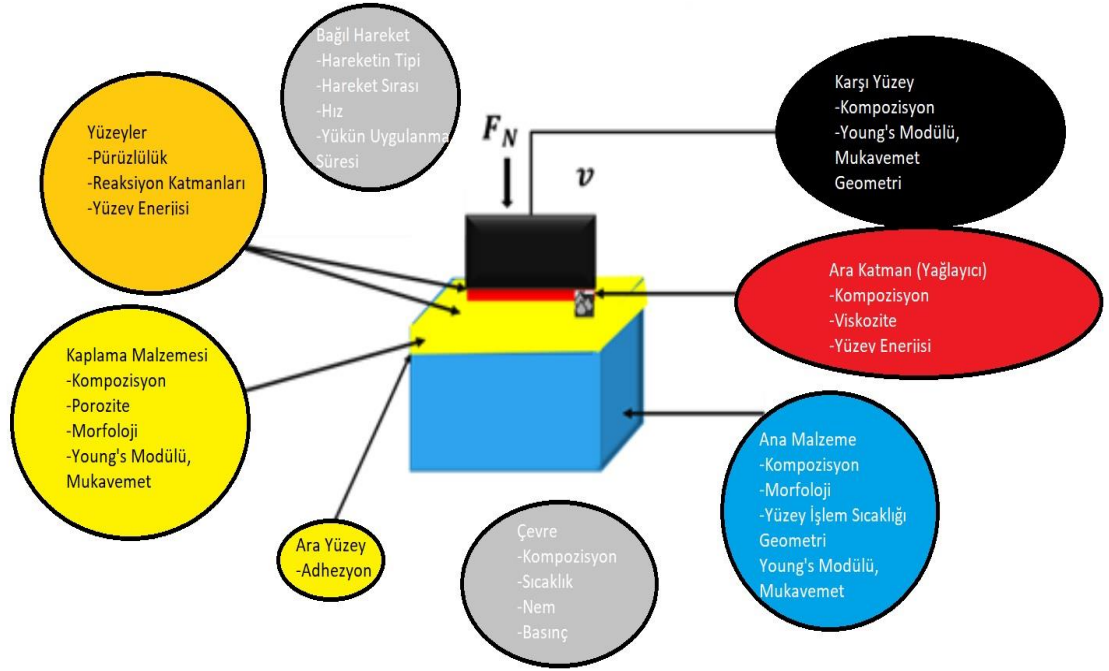 Bağıl Hareket
-Hareketin Tipi
-Hareket Sırası
-Hız
-Yükün Uygulanma
Süresi
Yüzeyler
-Pürüzlülük
-Reaksiyon Katmanları
-Yüzey Enerjisi
F_N
v
Karşı Yüzey
-Kompozisyon
-Young's Modülü,
Mukavemet
Geometri
Ara Katman (Yağlayıcı)
-Kompozisyon
-Viskozite
-Yüzey Enerjisi
Kaplama Malzemesi
-Kompozisyon
-Porozite
-Morfoloji
-Young's Modülü,
Mukavemet
Ana Malzeme
-Kompozisyon
-Morfoloji
-Yüzey İşlem Sıcaklığı
Geometri
Young's Modülü,
Mukavemet
Ara Yüzey
-Adhezyon
Çevre
-Kompozisyon
-Sıcaklık
-Nem
-Basınç